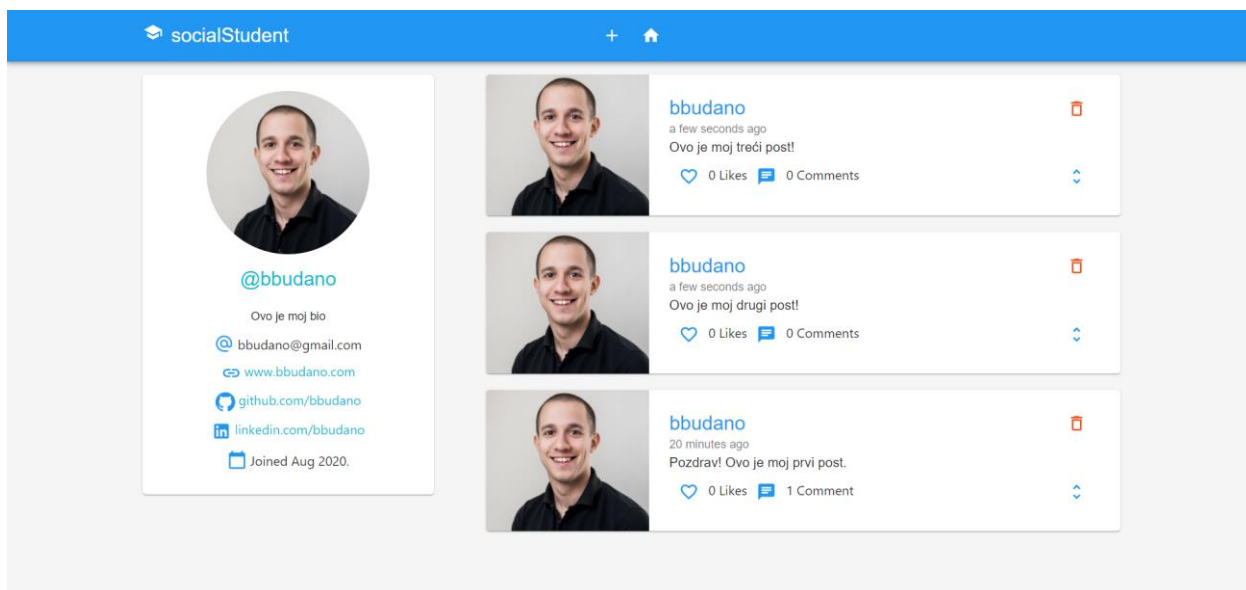 socialStudent
@bbudano
Ovo je moj bio
bbudano@gmail.com
www.bbudano.com
github.com/bbudano
linkedin.com/bbudano
Joined Aug 2020.
bbudano
a few seconds ago
Ovo je moj treći post!
0 Likes 0 Comments
bbudano
a few seconds ago
Ovo je moj drugi post!
0 Likes 0 Comments
bbudano
20 minutes ago
Pozdrav! Ovo je moj prvi post.
0 Likes 1 Comment